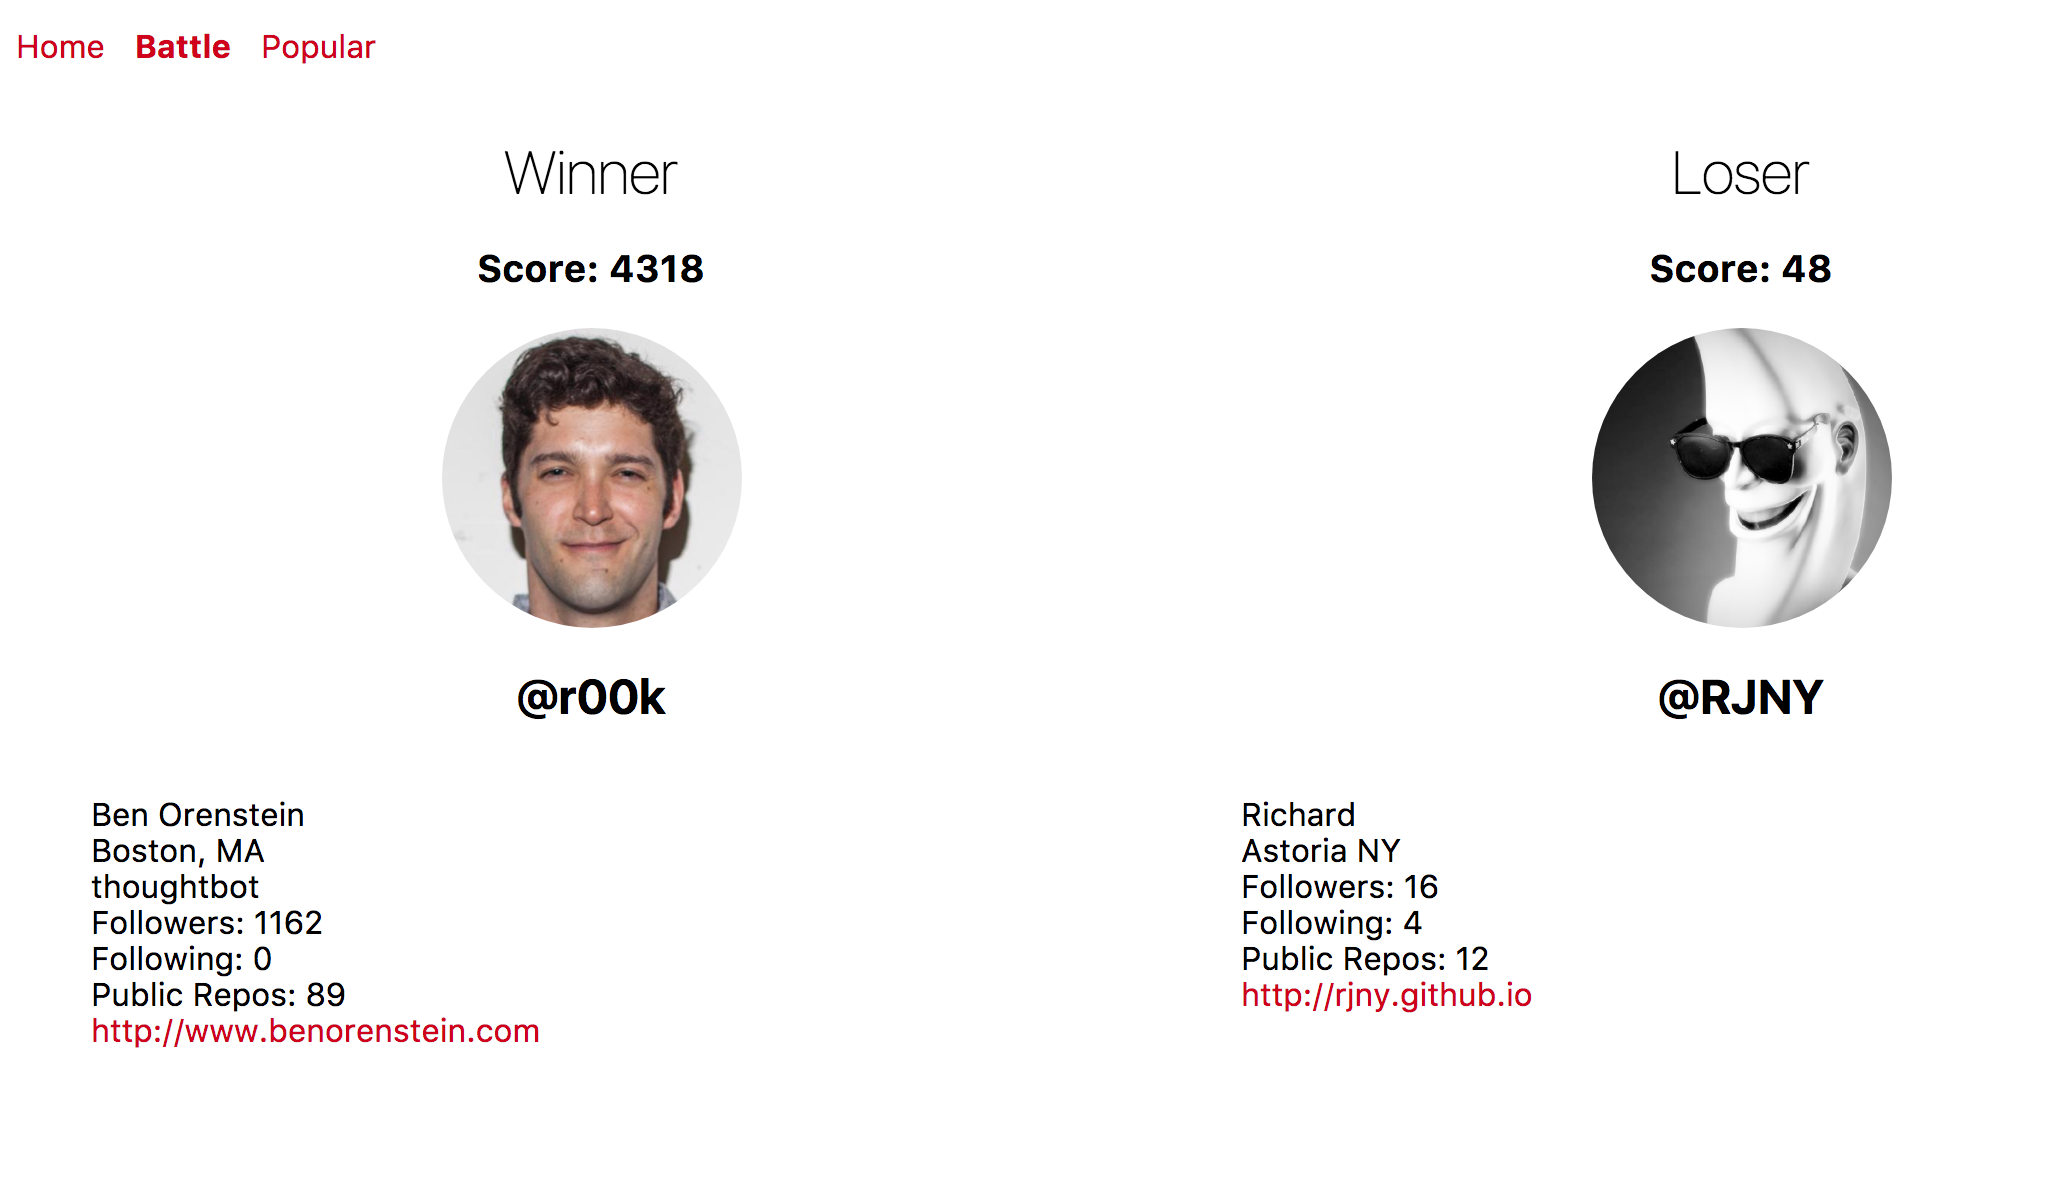 Home Battle Popular
Winner
Score: 4318
@r00k
Ben Orenstein
Boston, MA
thoughtbot
Followers: 1162
Following: 0
Public Repos: 89
http://www.benorenstein.com
Loser
Score: 48
@RJNY
Richard
Astoria NY
Followers: 16
Following: 4
Public Repos: 12
http://rjny.github.io